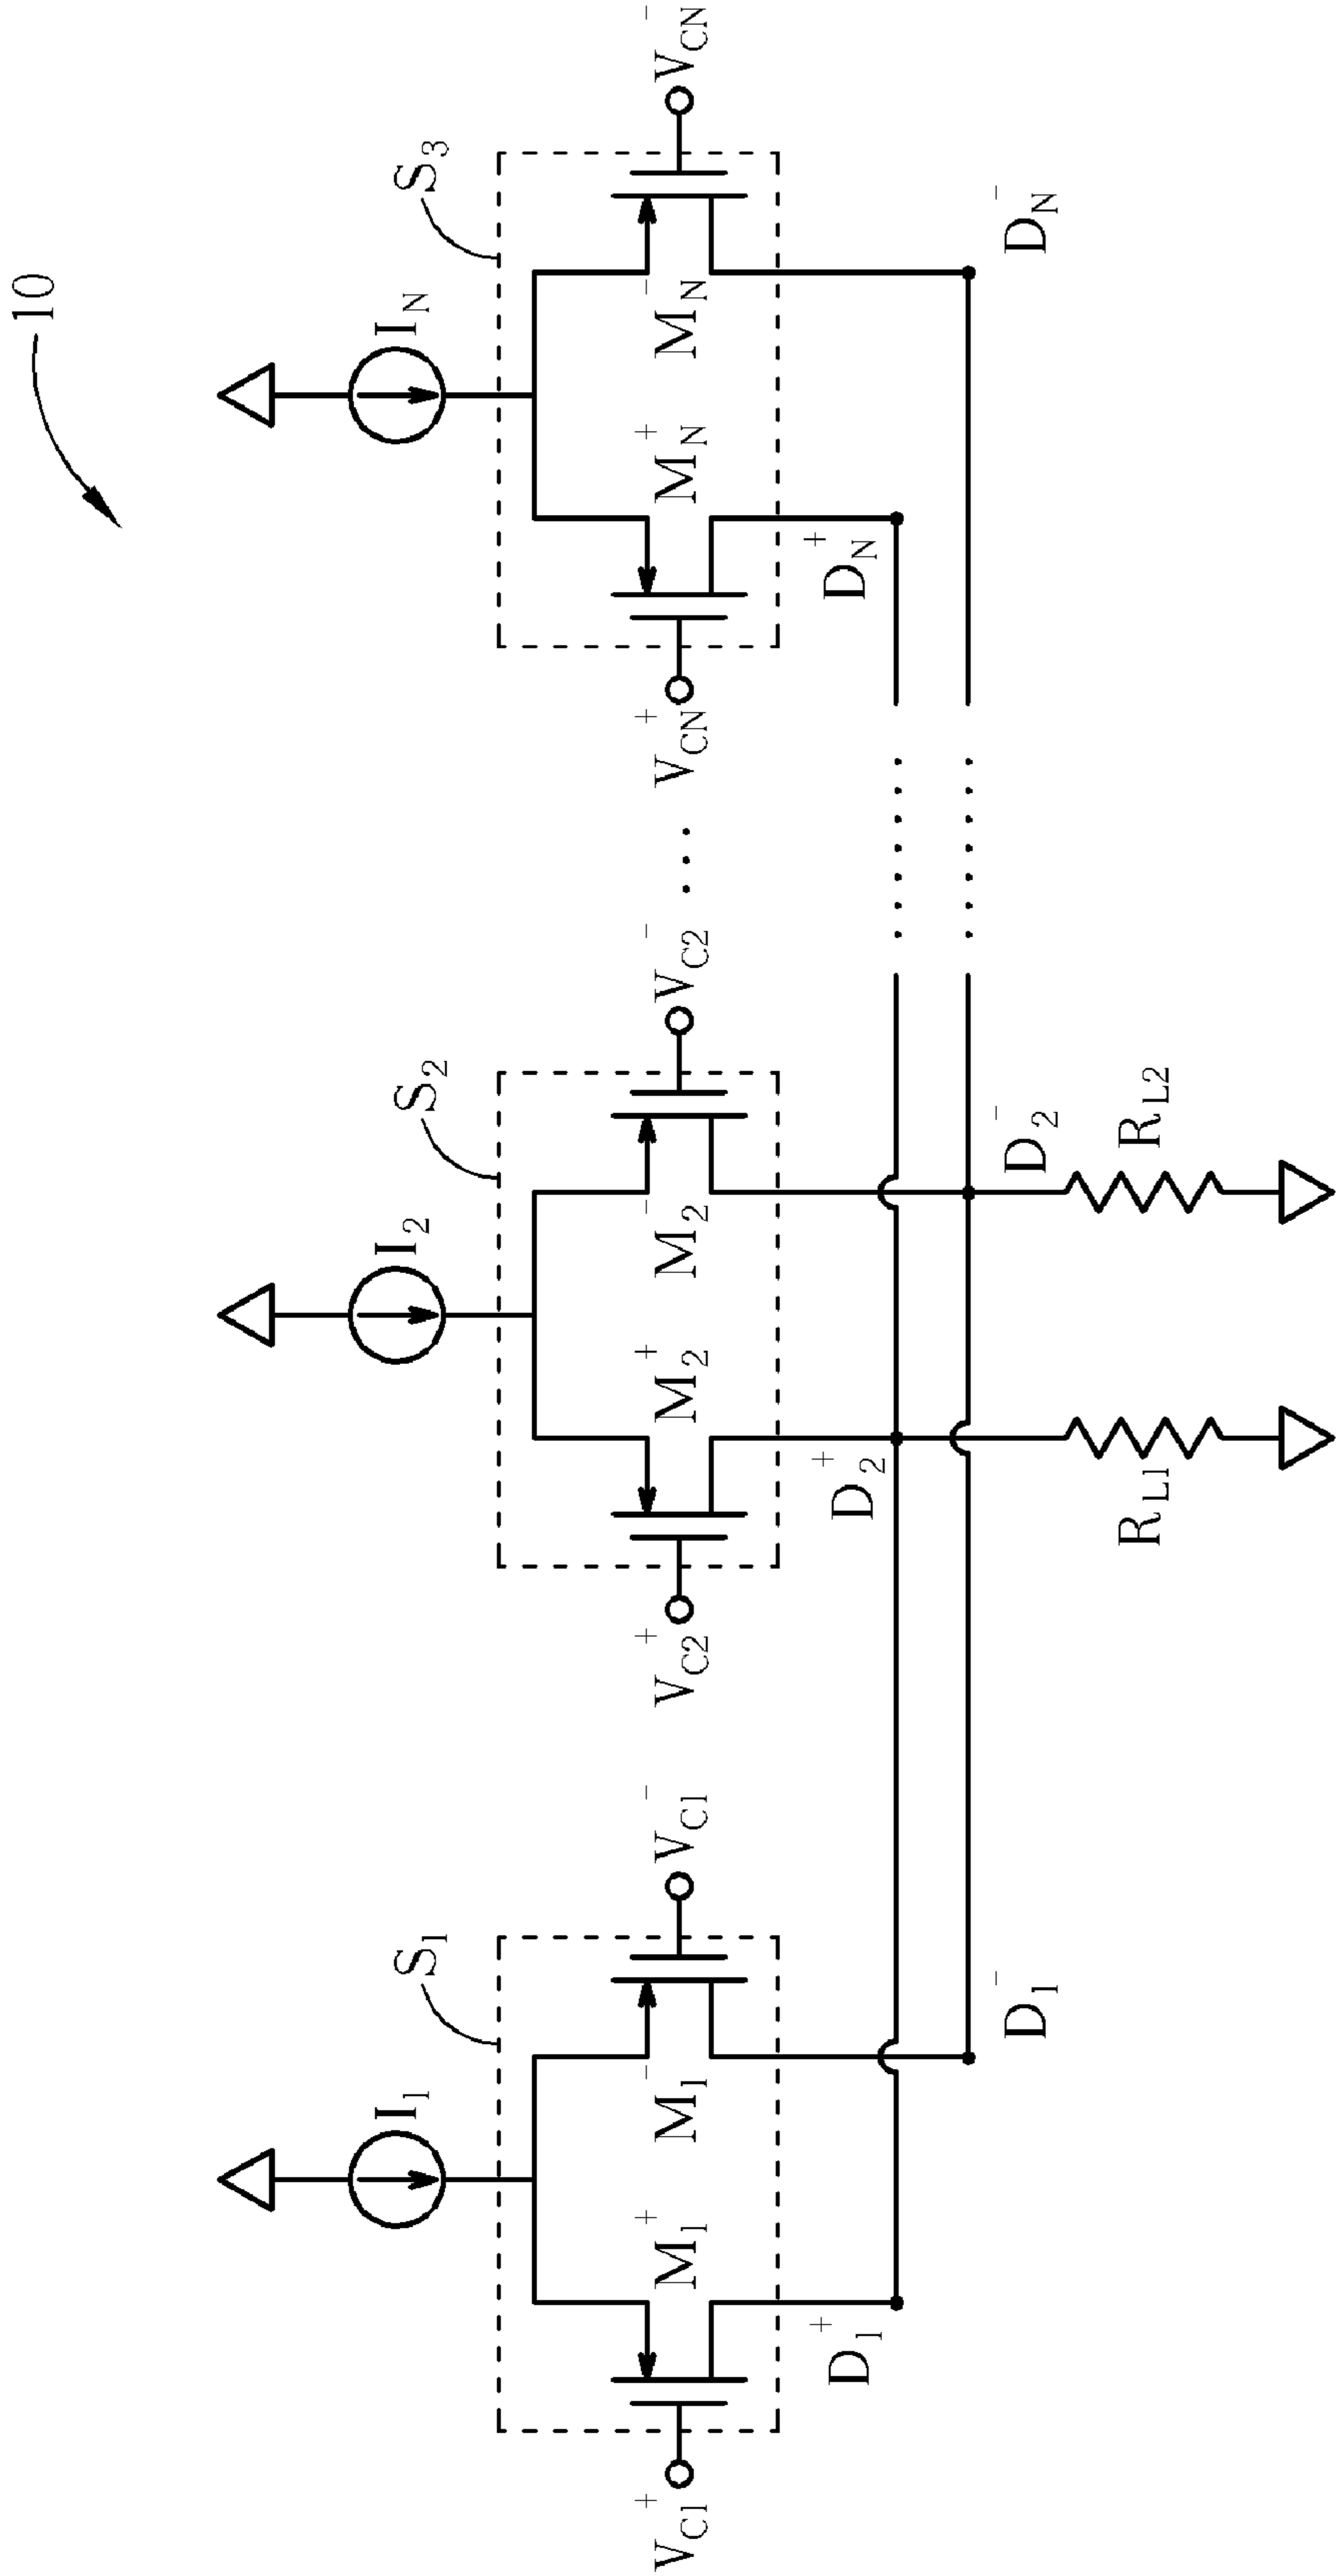 10
I1
I2
IN
S1
S2
S3
VC1+
M1+
M1-
VC1-
VC2+
M2+
M2-
VC2-
...
VCN+
MN+
MN-
VCN-
D1+
D2+
DN+
D1-
D2-
DN-
RL1
RL2